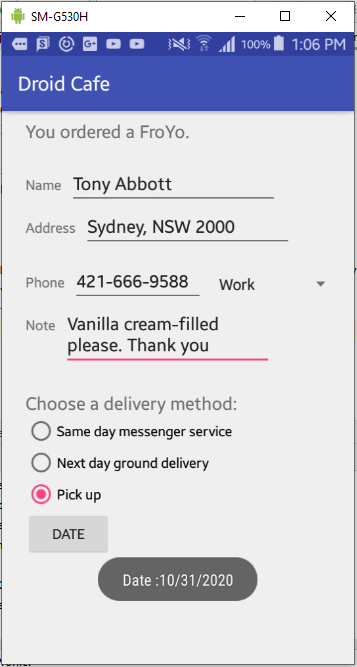 SM-G530H
100% 1:06 PM
Droid Cafe
You ordered a FroYo.
Name Tony Abbott
Address Sydney, NSW 2000
Phone 421-666-9588 Work
Note Vanilla cream-filled
please. Thank you
Choose a delivery method:
Same day messenger service
Next day ground delivery
Pick up
DATE
Date :10/31/2020